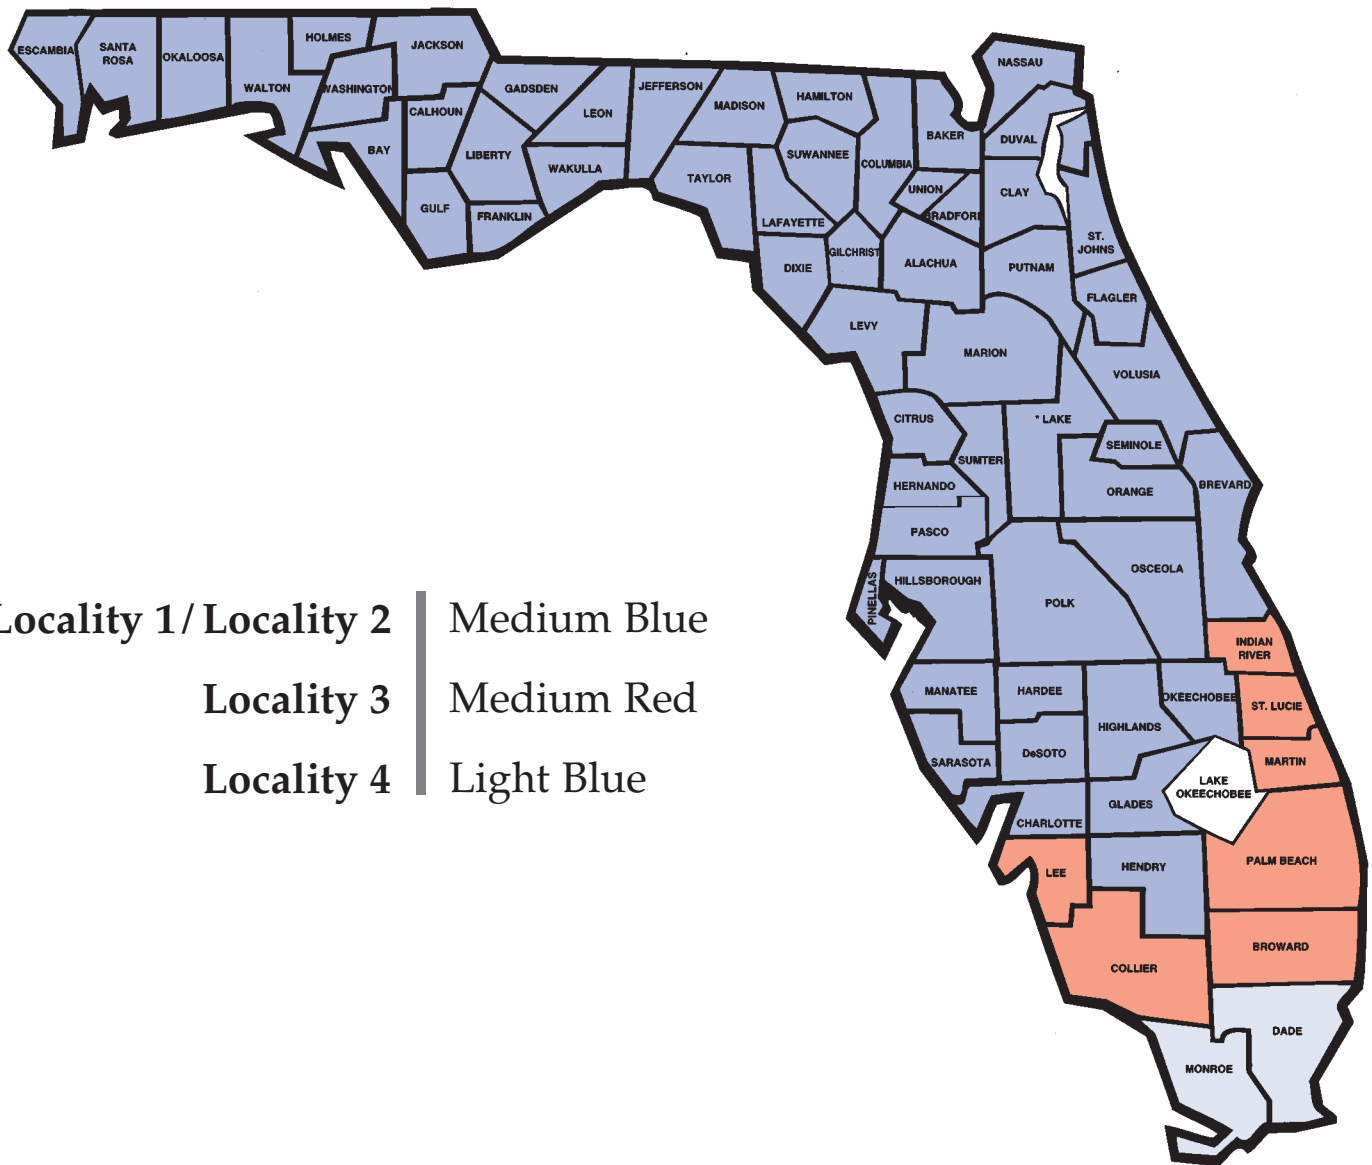 NASSAU
ESCAMBIA
SANTA
ROSA
OKALOOSA
HOLMES
JACKSON
WALTON
WASHINGTON
GADSDEN
JEFFERSON
LEON
MADISON
HAMILTON
CALHOUN
BAY
LIBERTY
WAKULLA
SUWANNEE
COLUMBIA
BAKER
DUVAL
TAYLOR
UNION
CLAY
GULF
FRANKLIN
LAFAYETTE
BRADFORD
ST.
JOHNS
DIXIE
GILCHRIST
ALACHUA
PUTNAM
FLAGLER
LEVY
MARION
VOLUSIA
CITRUS
* LAKE
SEMINOLE
SUMTER
HERNANDO
ORANGE
BREVARD
PASCO
OSCEOLA
PINELLAS
HILLSBOROUGH
POLK
Locality 1/ Locality 2 Medium Blue
Locality 3 Medium Red
Locality 4 Light Blue
INDIAN
RIVER
MANATEE
HARDEE
OKEECHOBEE
ST. LUCIE
HIGHLANDS
SARASOTA
DeSOTO
MARTIN
LAKE
OKEECHOBEE
CHARLOTTE
GLADES
LEE
HENDRY
PALM BEACH
COLLIER
BROWARD
DADE
MONROE